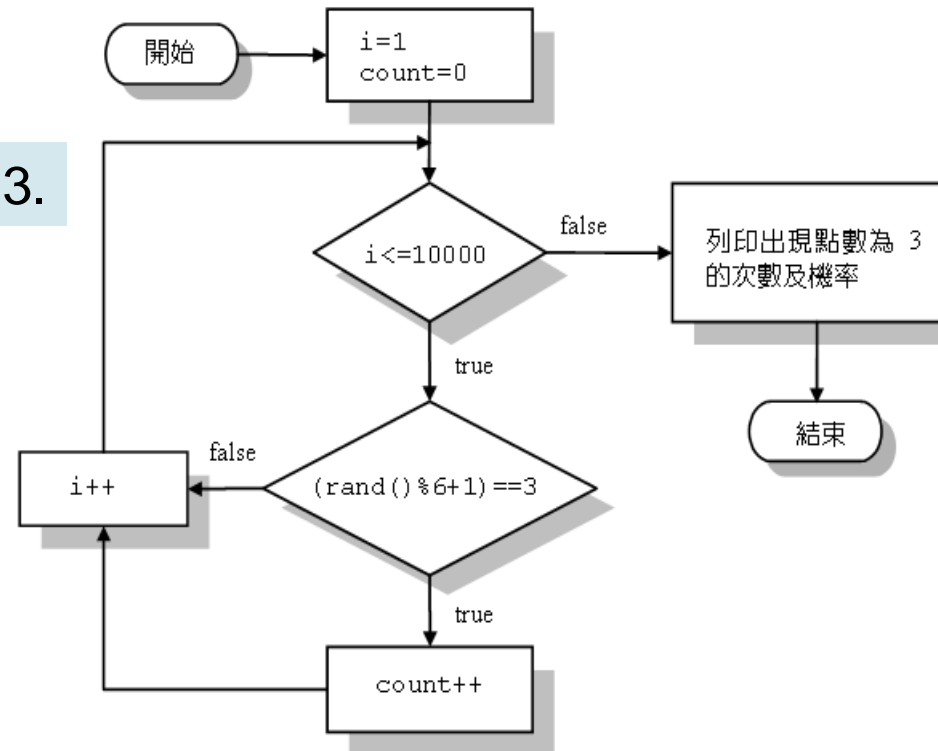 開始
i=1
count=0
3.
i<=10000
false
列印出現點數為 3
的次數及機率
true
結束
(rand()%6+1)==3
false
i++
true
count++